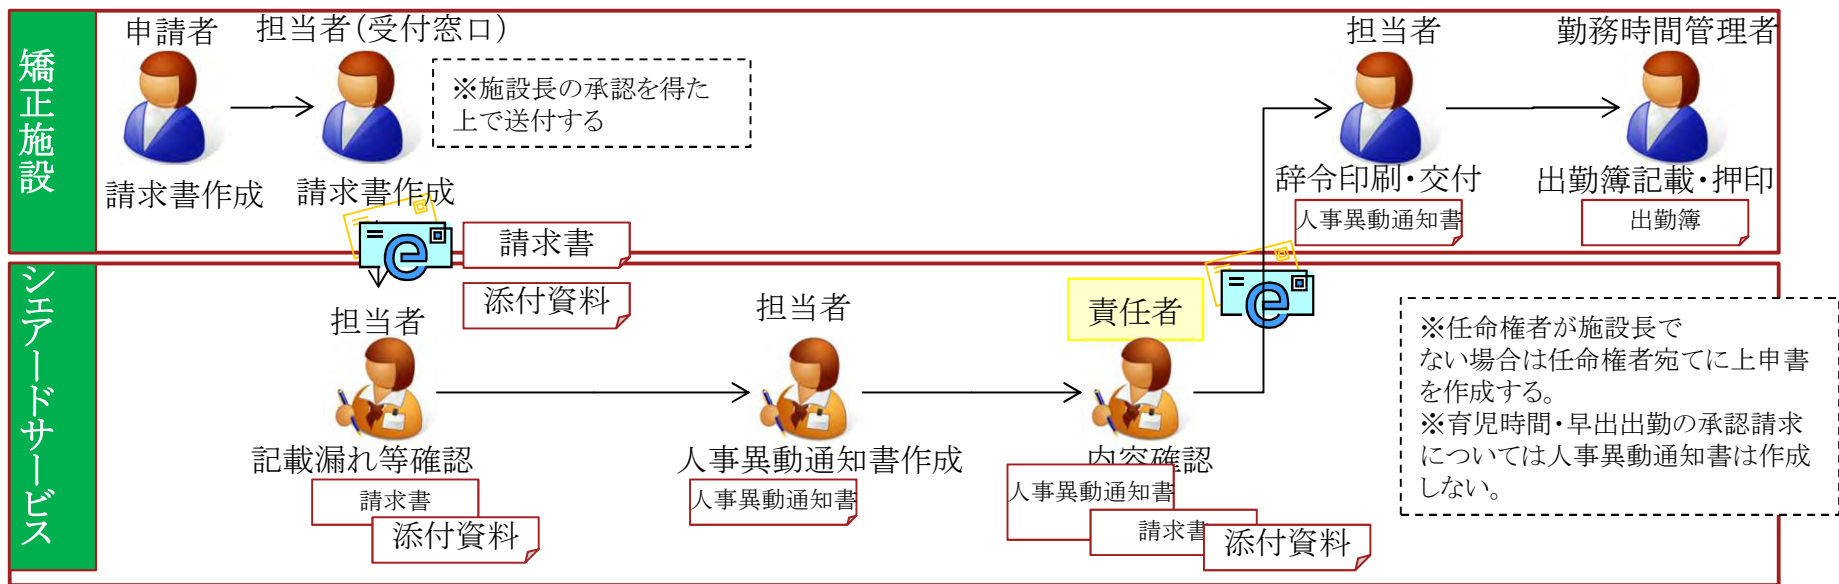 矯正施設
申請者
担当者(受付窓口)
※施設長の承認を得た
上で送付する
担当者
勤務時間管理者
請求書作成
請求書作成
辞令印刷・交付
出勤簿記載・押印
人事異動通知書
出勤簿
請求書
添付資料
シェアードサービス
担当者
担当者
責任者
※任命権者が施設長で
ない場合は任命権者宛てに上申書
を作成する。
※育児時間・早出出勤の承認請求
については人事異動通知書は作成
しない。
記載漏れ等確認
人事異動通知書作成
内容確認
請求書
添付資料
人事異動通知書
人事異動通知書
請求書
添付資料